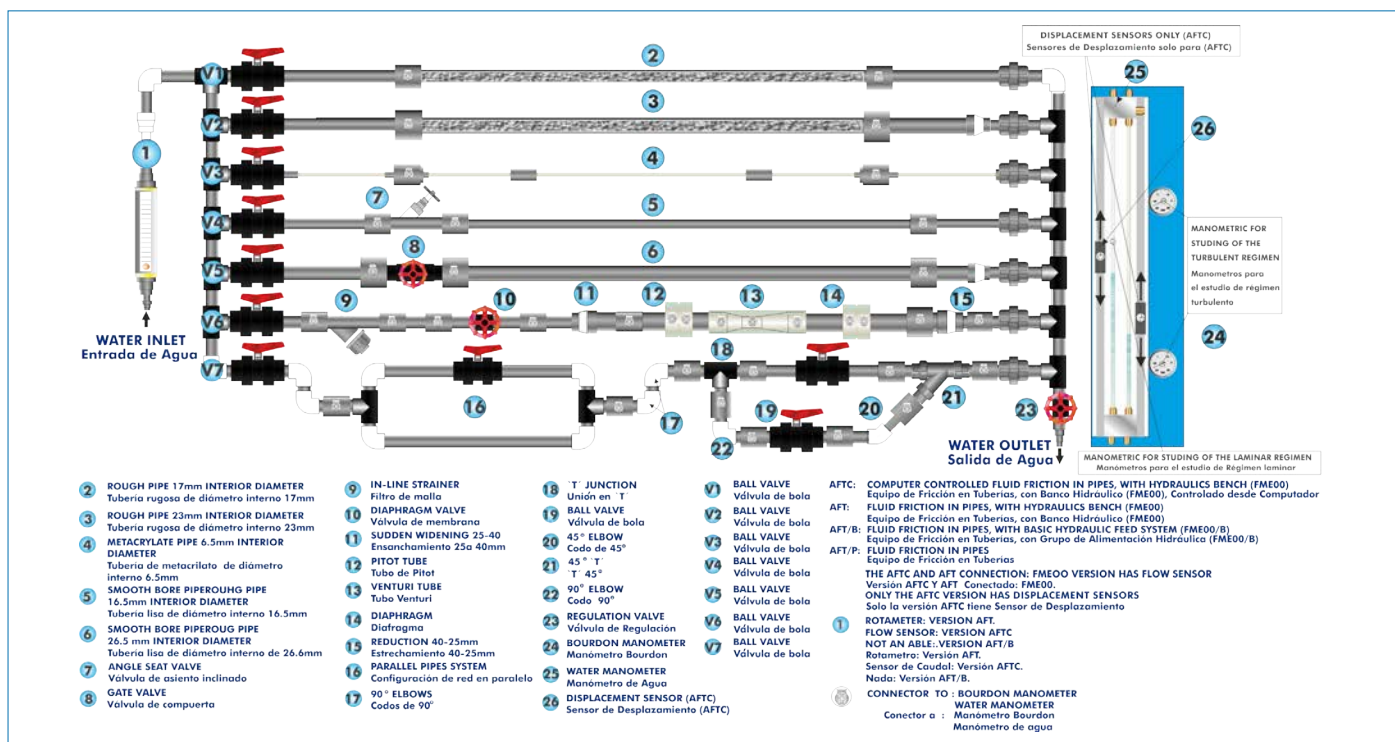 DISPLACEMENT SENSORS ONLY (AFTC)
Sensores de Desplazamiento solo para (AFTC)
2
25
V1
3
26
V2
1
4
V3
7
5
V4
8
6
MANOMETRIC FOR
STUDING OF THE
TURBULENT REGIMEN
Manometros para
el estudio de régimen
turbulento
V5
9
10
11
12
13
14
15
V6
WATER INLET
Entrada de Agua
18
24
V7
16
17
19
20
21
22
23
WATER OUTLET
Salida de Agua
MANOMETRIC FOR STUDING OF THE LAMINAR REGIMEN
Manómetros para el estudio de Régimen laminar
2 ROUGH PIPE 17mm INTERIOR DIAMETER
Tubería rugosa de diámetro interno 17mm
3 ROUGH PIPE 23mm INTERIOR DIAMETER
Tubería rugosa de diámetro interno 23mm
4 METACRYLATE PIPE 6.5mm INTERIOR
DIAMETER
Tubería de metacrilato de diámetro
interno 6.5mm
5 SMOOTH BORE PIPEROUHG PIPE
16.5mm INTERIOR DIAMETER
Tubería lisa de diámetro interno 16.5mm
6 SMOOTH BORE PIPEROUG PIPE
26.5 mm INTERIOR DIAMETER
Tubería lisa de diámetro interno de 26.6mm
7 ANGLE SEAT VALVE
Válvula de asiento inclinado
8 GATE VALVE
Válvula de compuerta
9 IN-LINE STRAINER
Filtro de malla
10 DIAPHRAGM VALVE
Válvula de membrana
11 SUDDEN WIDENING 25-40
Ensanchamiento 25a 40mm
12 PITOT TUBE
Tubo de Pitot
13 VENTURI TUBE
Tubo Venturi
14 DIAPHRAGM
Diafragma
15 REDUCTION 40-25mm
Estrechamiento 40-25mm
16 PARALLEL PIPES SYSTEM
Configuración de red en paralelo
17 90° ELBOWS
Codos de 90°
18 'T' JUNCTION
Unión en 'T'
19 BALL VALVE
Válvula de bola
20 45° ELBOW
Codo de 45°
21 45° 'T'
'T' 45°
22 90° ELBOW
Codo 90°
23 REGULATION VALVE
Válvula de Regulación
24 BOURDON MANOMETER
Manómetro Bourdon
25 WATER MANOMETER
Manómetro de Agua
26 DISPLACEMENT SENSOR (AFTC)
Sensor de Desplazamiento (AFTC)
V1 BALL VALVE
Válvula de bola
V2 BALL VALVE
Válvula de bola
V3 BALL VALVE
Válvula de bola
V4 BALL VALVE
Válvula de bola
V5 BALL VALVE
Válvula de bola
V6 BALL VALVE
Válvula de bola
V7 BALL VALVE
Válvula de bola
AFTC: COMPUTER CONTROLLED FLUID FRICTION IN PIPES, WITH HYDRAULICS BENCH (FME00)
Equipo de Fricción en Tuberias, con Banco Hidráulico (FME00), Controlado desde Computador
AFT: FLUID FRICTION IN PIPES, WITH HYDRAULICS BENCH (FME00)
Equipo de Fricción en Tuberias, con Banco Hidráulico (FME00)
AFT/B: FLUID FRICTION IN PIPES, WITH BASIC HYDRAULIC FEED SYSTEM (FME00/B)
Equipo de Fricción en Tuberias, con Grupo de Alimentación Hidráulica (FME00/B)
AFT/P: FLUID FRICTION IN PIPES
Equipo de Fricción en Tuberias
THE AFTC AND AFT CONNECTION: FMEOO VERSION HAS FLOW SENSOR
Versión AFTC Y AFT Conectado: FME00.
ONLY THE AFTC VERSION HAS DISPLACEMENT SENSORS
Solo la versión AFTC tiene Sensor de Desplazamiento
1 ROTAMETER: VERSION AFT.
FLOW SENSOR: VERSION AFTC
NOT AN ABLE:.VERSION AFT/B
Rotametro: Versión AFT.
Sensor de Caudal: Versión AFTC.
Nada: Versión AFT/B.
CONNECTOR TO : BOURDON MANOMETER
WATER MANOMETER
Conector a : Manómetro Bourdon
Manómetro de agua